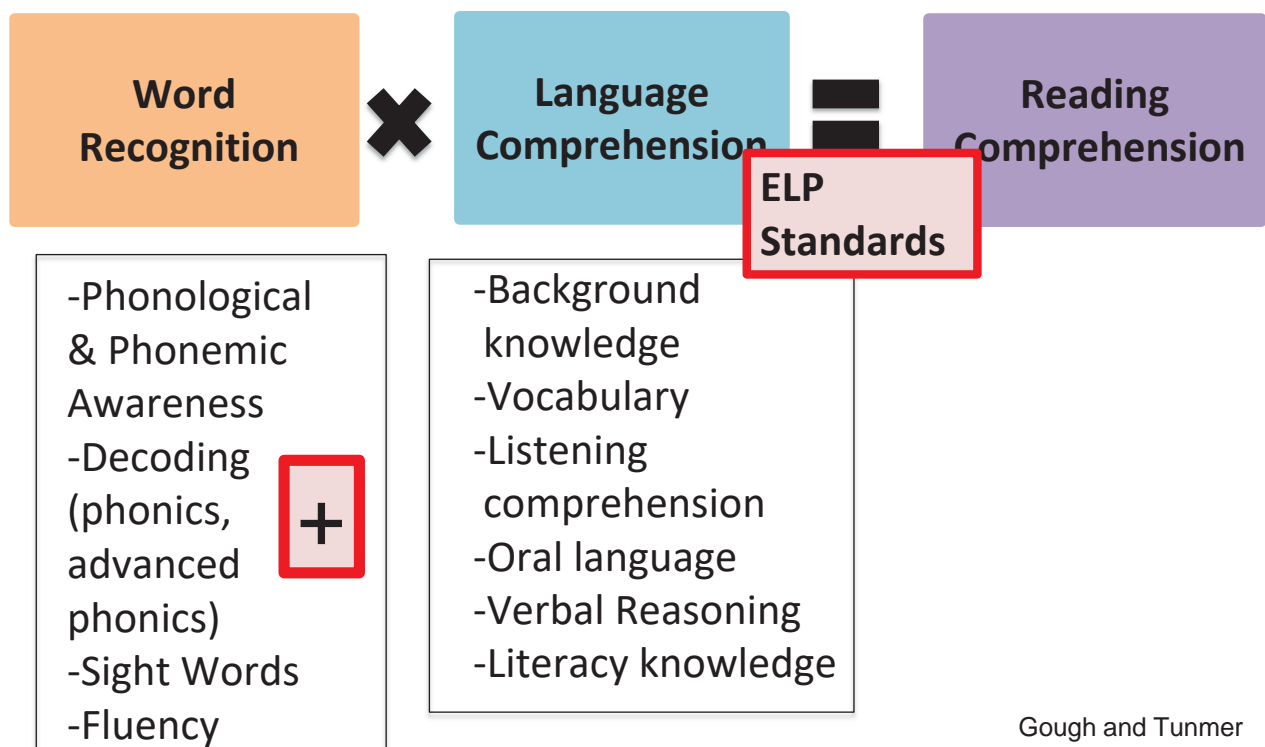 Word
Recognition
✖
Language
Comprehension
=
Reading
Comprehension
ELP
Standards
-Phonological
& Phonemic
Awareness
-Decoding
(phonics,
advanced
phonics)
-Sight Words
-Fluency
+
-Background
knowledge
-Vocabulary
-Listening
comprehension
-Oral language
-Verbal Reasoning
-Literacy knowledge
Gough and Tunmer